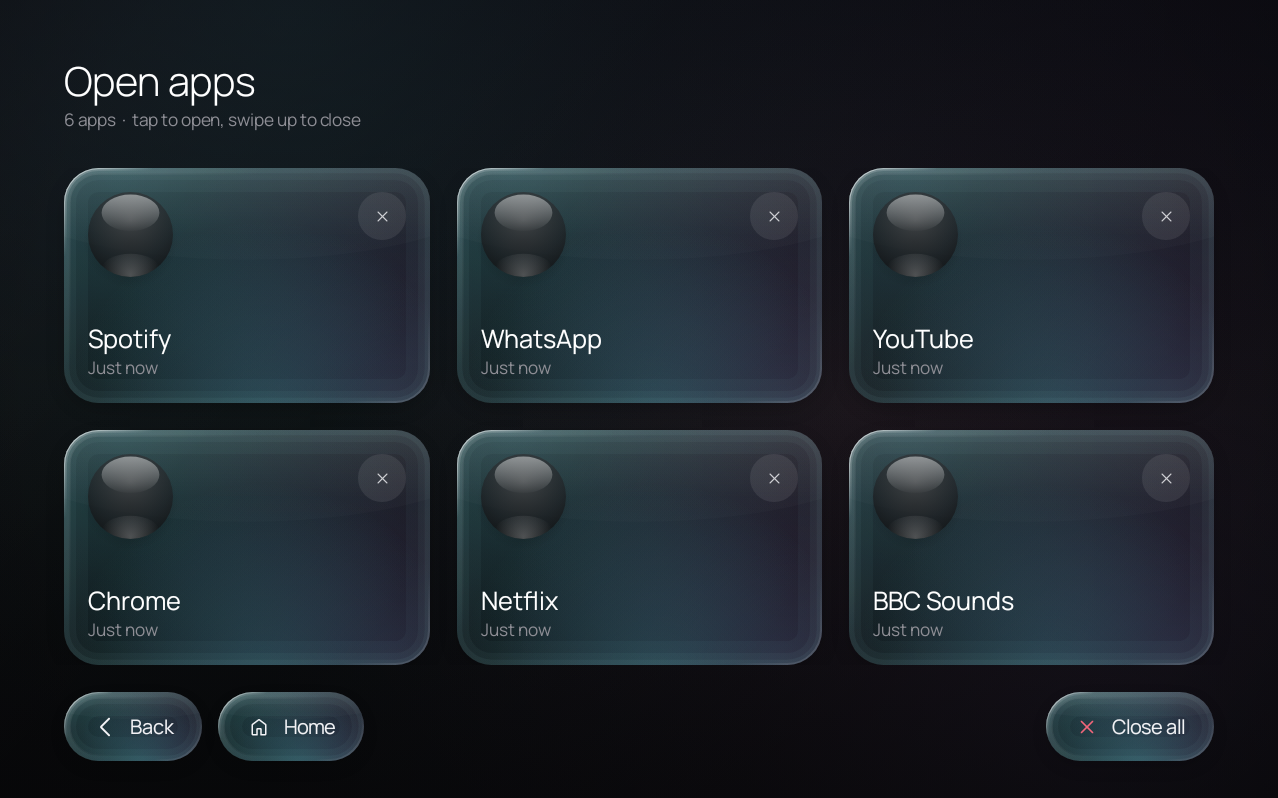 Open apps
6 apps · tap to open, swipe up to close
Spotify
Just now
WhatsApp
Just now
YouTube
Just now
Chrome
Just now
Netflix
Just now
BBC Sounds
Just now
Back
Home
Close all